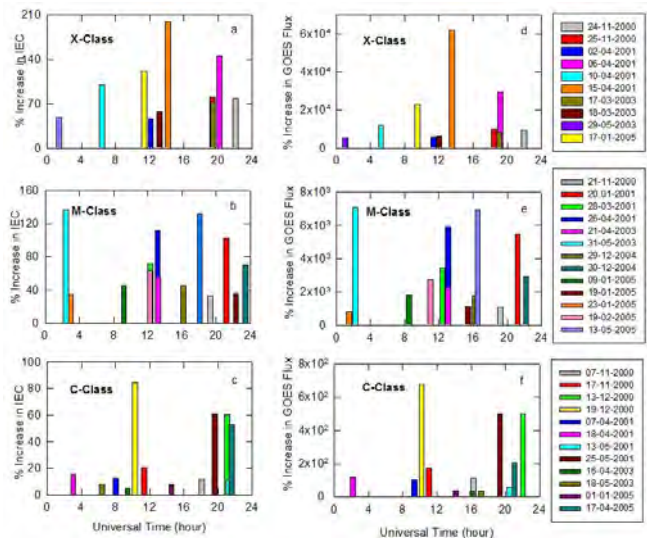 X-Class
a
% Increase in IEC
210
140
70
0
0 4 8 12 16 20 24
X-Class
d
% Increase in GOES Flux
6x10⁴
4x10⁴
2x10⁴
0
0 4 8 12 16 20 24
24-11-2000
25-11-2000
02-04-2001
06-04-2001
10-04-2001
15-04-2001
17-03-2003
18-03-2003
29-05-2003
17-01-2005
M-Class
b
% Increase in IEC
160
120
80
40
0
0 4 8 12 16 20 24
M-Class
e
% Increase in GOES Flux
8x10³
6x10³
4x10³
2x10³
0
0 4 8 12 16 20 24
21-11-2000
20-01-2001
28-03-2001
26-04-2001
21-04-2003
31-05-2003
29-12-2004
30-12-2004
09-01-2005
19-01-2005
23-01-2005
19-02-2005
13-05-2005
C-Class
c
% Increase in IEC
100
80
60
40
20
0
0 4 8 12 16 20 24
Universal Time (hour)
C-Class
f
% Increase in GOES Flux
8x10²
6x10²
4x10²
2x10²
0
0 4 8 12 16 20 24
Universal Time (hour)
07-11-2000
17-11-2000
13-12-2000
19-12-2000
07-04-2001
18-04-2001
13-05-2001
25-05-2001
16-04-2003
18-05-2003
01-01-2005
17-04-2005